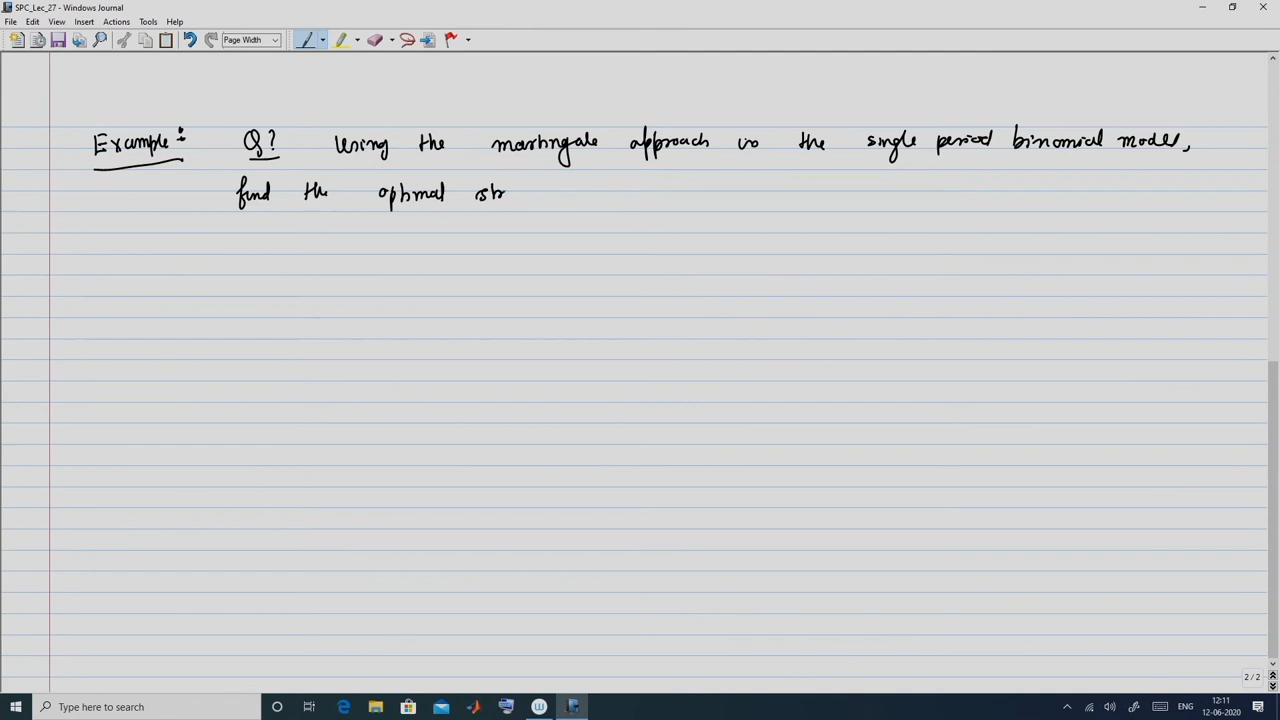 SPC_Lec_27 - Windows Journal
File Edit View Insert Actions Tools Help
Page Width
Example: Q? Using the martingale approach in the single period binomial model,
find the optimal str
2/2
Type here to search
ENG
12:11
12-06-2020